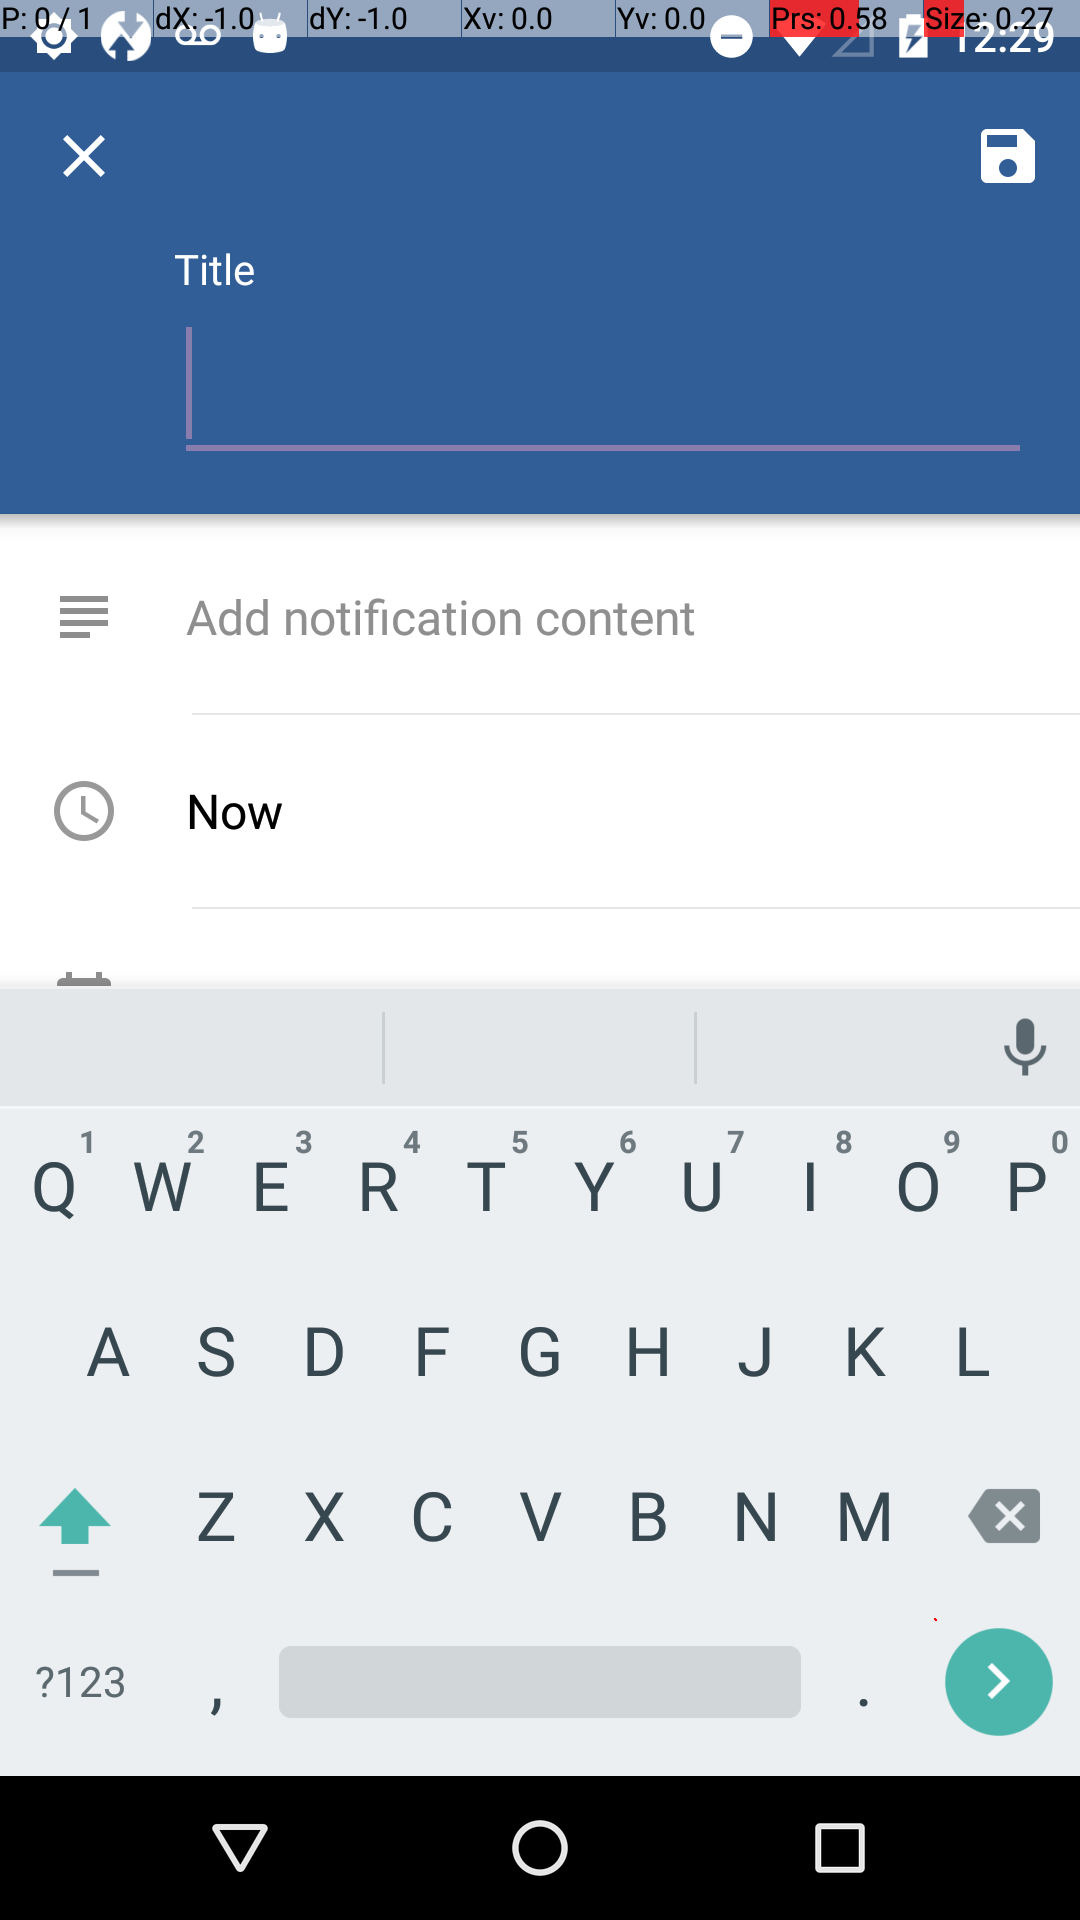 P: 0 / 1 dX: -1.0 dY: -1.0 Xv: 0.0 Yv: 0.0 Prs: 0.58 Size: 0.27
12:29
Title
Add notification content
Now
1 2 3 4 5 6 7 8 9 0
Q W E R T Y U I O P
A S D F G H J K L
Z X C V B N M
?123 , .